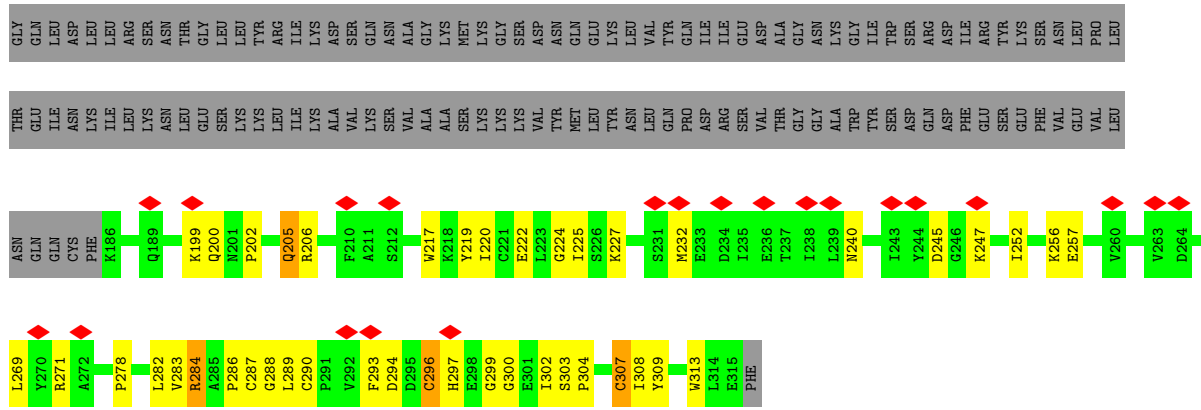 GLY GLN LEU ASP LEU LEU ARG SER ASN THR GLY LEU LEU TYR ARG ILE LYS ASP SER GLN ASN ALA GLY LYS MET LYS GLY SER ASP ASN GLN GLU LYS LEU VAL TYR GLN ILE ILE GLU ASP ALA GLY ASN LYS GLY ILE TRP SER ARG ASP ILE ARG TYR LYS SER ASN LEU PRO LEU
THR GLU ILE ASN LYS ILE LEU LYS ASN LEU GLU SER LYS LYS LEU ILE LYS ALA VAL LYS SER VAL ALA ALA SER LYS LYS LYS VAL TYR MET LEU TYR ASN LEU GLN PRO ASP ARG SER VAL THR GLY GLY ALA TRP TYR SER ASP GLN ASP PHE GLU SER GLU PHE VAL GLU VAL LEU
ASN GLN GLN CYS PHE K186 Q189 K199 Q200 N201 P202 Q205 R206 F210 A211 S212 W217 K218 Y219 I220 C221 E222 L223 G224 I225 S226 K227 S231 M232 E233 D234 I235 E236 T237 I238 L239 N240 I243 Y244 D245 G246 K247 I252 K256 E257 V260 V263 D264
L269 Y270 R271 A272 P278 L282 V283 R284 A285 P286 C287 G288 L289 C290 P291 V292 F293 D294 D295 C296 H297 E298 G299 G300 E301 I302 S303 P304 C307 I308 Y309 W313 L314 E315 PHE